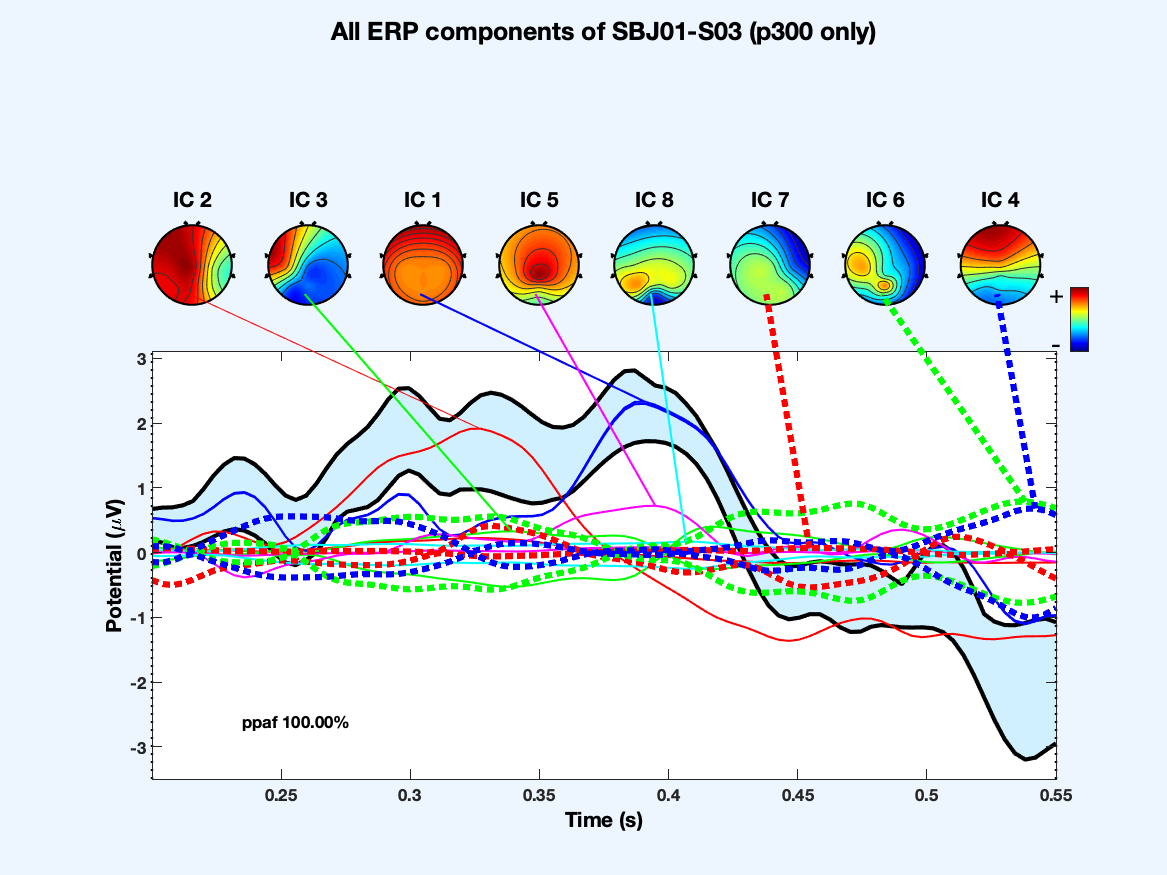 All ERP components of SBJ01-S03 (p300 only)
IC 2 IC 3 IC 1 IC 5 IC 8 IC 7 IC 6 IC 4
+
-
3
2
1
0
-1
-2
-3
Potential (μV)
ppaf 100.00%
0.25 0.3 0.35 0.4 0.45 0.5 0.55
Time (s)